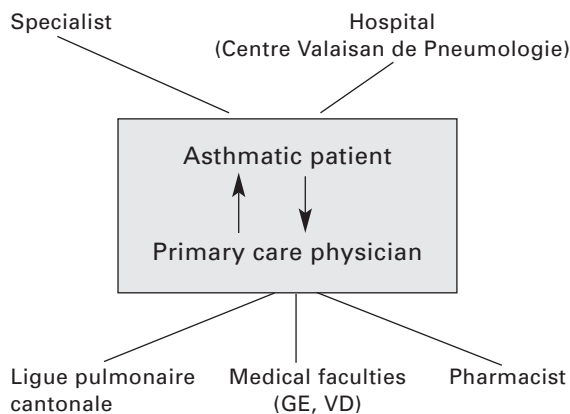 Specialist
Hospital
(Centre Valaisan de Pneumologie)
Asthmatic patient
Primary care physician
Ligue pulmonaire
cantonale
Medical faculties
(GE, VD)
Pharmacist